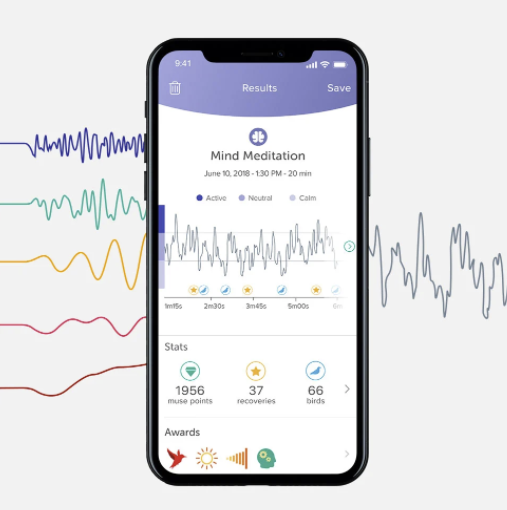 9:41
Results
Save
Mind Meditation
June 10, 2018 - 1:30 PM - 20 min
Active Neutral Calm
1m15s 2m30s 3m45s 5m00s
Stats
1956 37 66
muse points recoveries birds
Awards